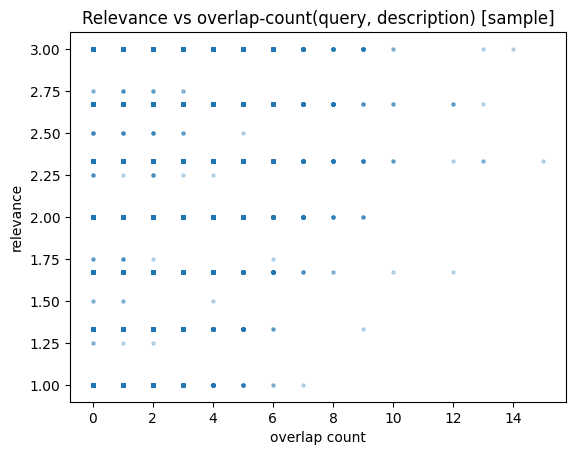 Relevance vs overlap-count(query, description) [sample]
3.00
2.75
2.50
2.25
2.00
1.75
1.50
1.25
1.00
relevance
0 2 4 6 8 10 12 14
overlap count